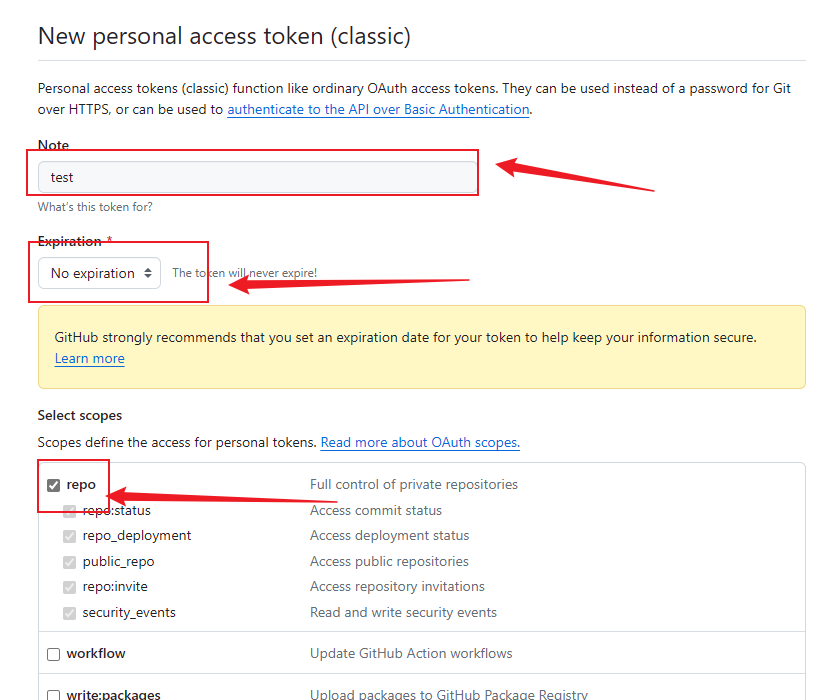 New personal access token (classic)
Personal access tokens (classic) function like ordinary OAuth access tokens. They can be used instead of a password for Git
over HTTPS, or can be used to authenticate to the API over Basic Authentication.
Note
test
What's this token for?
Expiration *
No expiration The token will never expire!
GitHub strongly recommends that you set an expiration date for your token to help keep your information secure.
Learn more
Select scopes
Scopes define the access for personal tokens. Read more about OAuth scopes.
repo Full control of private repositories
repo:status Access commit status
repo_deployment Access deployment status
public_repo Access public repositories
repo:invite Access repository invitations
security_events Read and write security events
workflow Update GitHub Action workflows
write:packages Upload packages to GitHub Package Registry